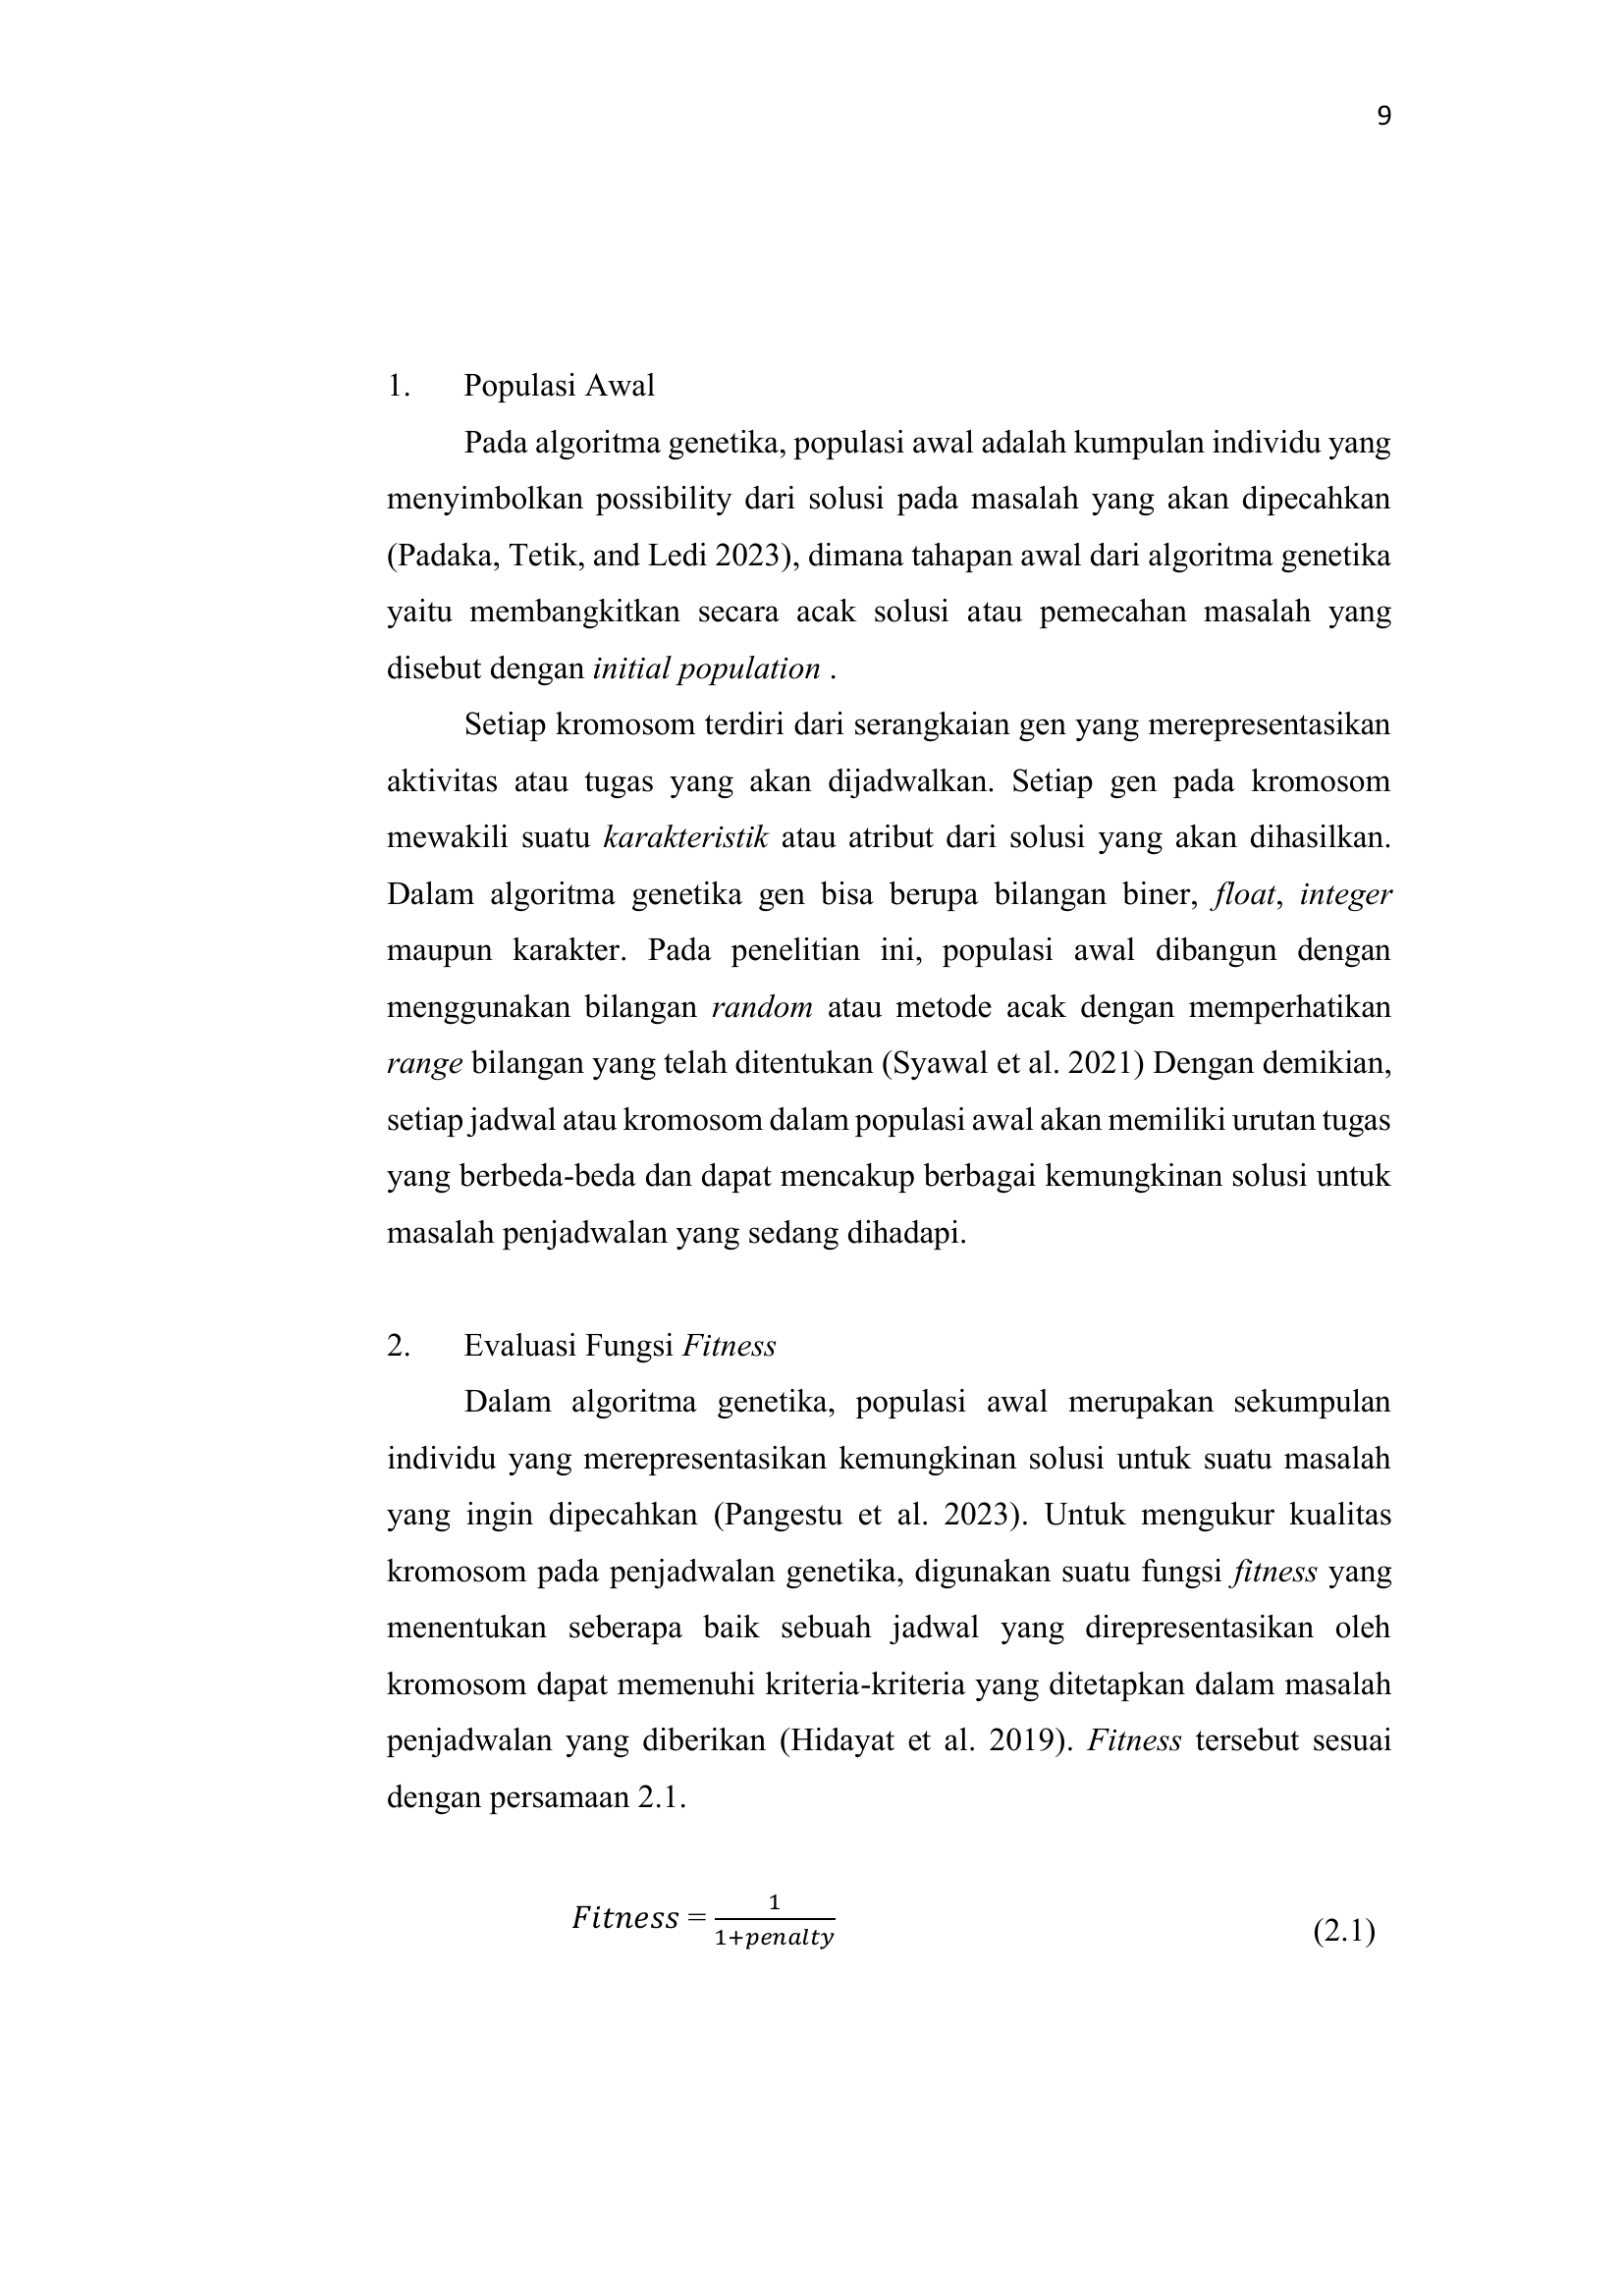 9
1. Populasi Awal
Pada algoritma genetika, populasi awal adalah kumpulan individu yang
menyimbolkan possibility dari solusi pada masalah yang akan dipecahkan
(Padaka, Tetik, and Ledi 2023), dimana tahapan awal dari algoritma genetika
yaitu membangkitkan secara acak solusi atau pemecahan masalah yang
disebut dengan initial population .
Setiap kromosom terdiri dari serangkaian gen yang merepresentasikan
aktivitas atau tugas yang akan dijadwalkan. Setiap gen pada kromosom
mewakili suatu karakteristik atau atribut dari solusi yang akan dihasilkan.
Dalam algoritma genetika gen bisa berupa bilangan biner, float, integer
maupun karakter. Pada penelitian ini, populasi awal dibangun dengan
menggunakan bilangan random atau metode acak dengan memperhatikan
range bilangan yang telah ditentukan (Syawal et al. 2021) Dengan demikian,
setiap jadwal atau kromosom dalam populasi awal akan memiliki urutan tugas
yang berbeda-beda dan dapat mencakup berbagai kemungkinan solusi untuk
masalah penjadwalan yang sedang dihadapi.
2. Evaluasi Fungsi Fitness
Dalam algoritma genetika, populasi awal merupakan sekumpulan
individu yang merepresentasikan kemungkinan solusi untuk suatu masalah
yang ingin dipecahkan (Pangestu et al. 2023). Untuk mengukur kualitas
kromosom pada penjadwalan genetika, digunakan suatu fungsi fitness yang
menentukan seberapa baik sebuah jadwal yang direpresentasikan oleh
kromosom dapat memenuhi kriteria-kriteria yang ditetapkan dalam masalah
penjadwalan yang diberikan (Hidayat et al. 2019). Fitness tersebut sesuai
dengan persamaan 2.1.
Fitness = 1/(1+penalty) (2.1)